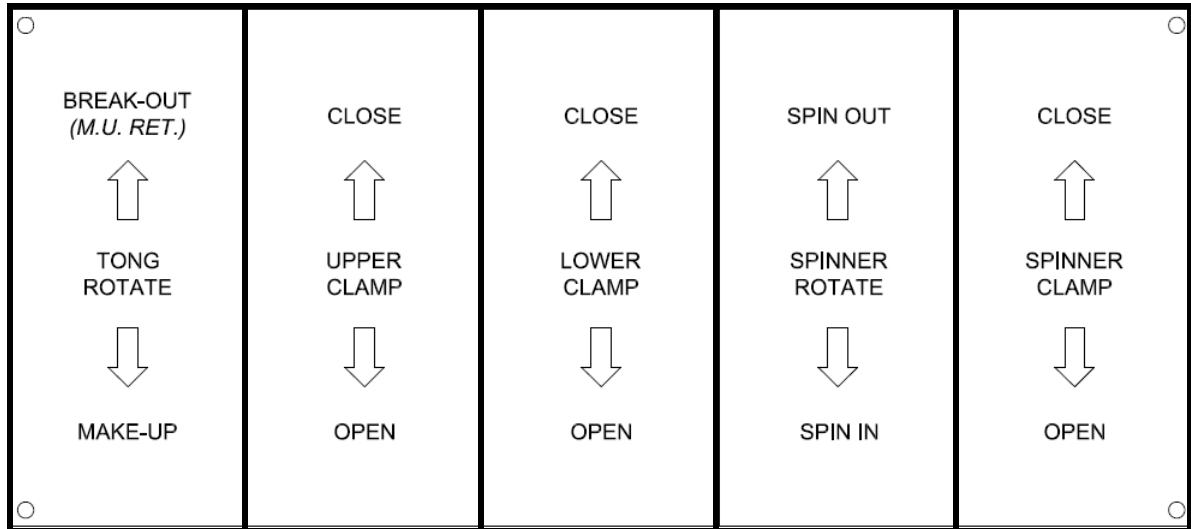 BREAK-OUT
(M.U. RET.)
TONG
ROTATE
MAKE-UP
CLOSE
UPPER
CLAMP
OPEN
CLOSE
LOWER
CLAMP
OPEN
SPIN OUT
SPINNER
ROTATE
SPIN IN
CLOSE
SPINNER
CLAMP
OPEN